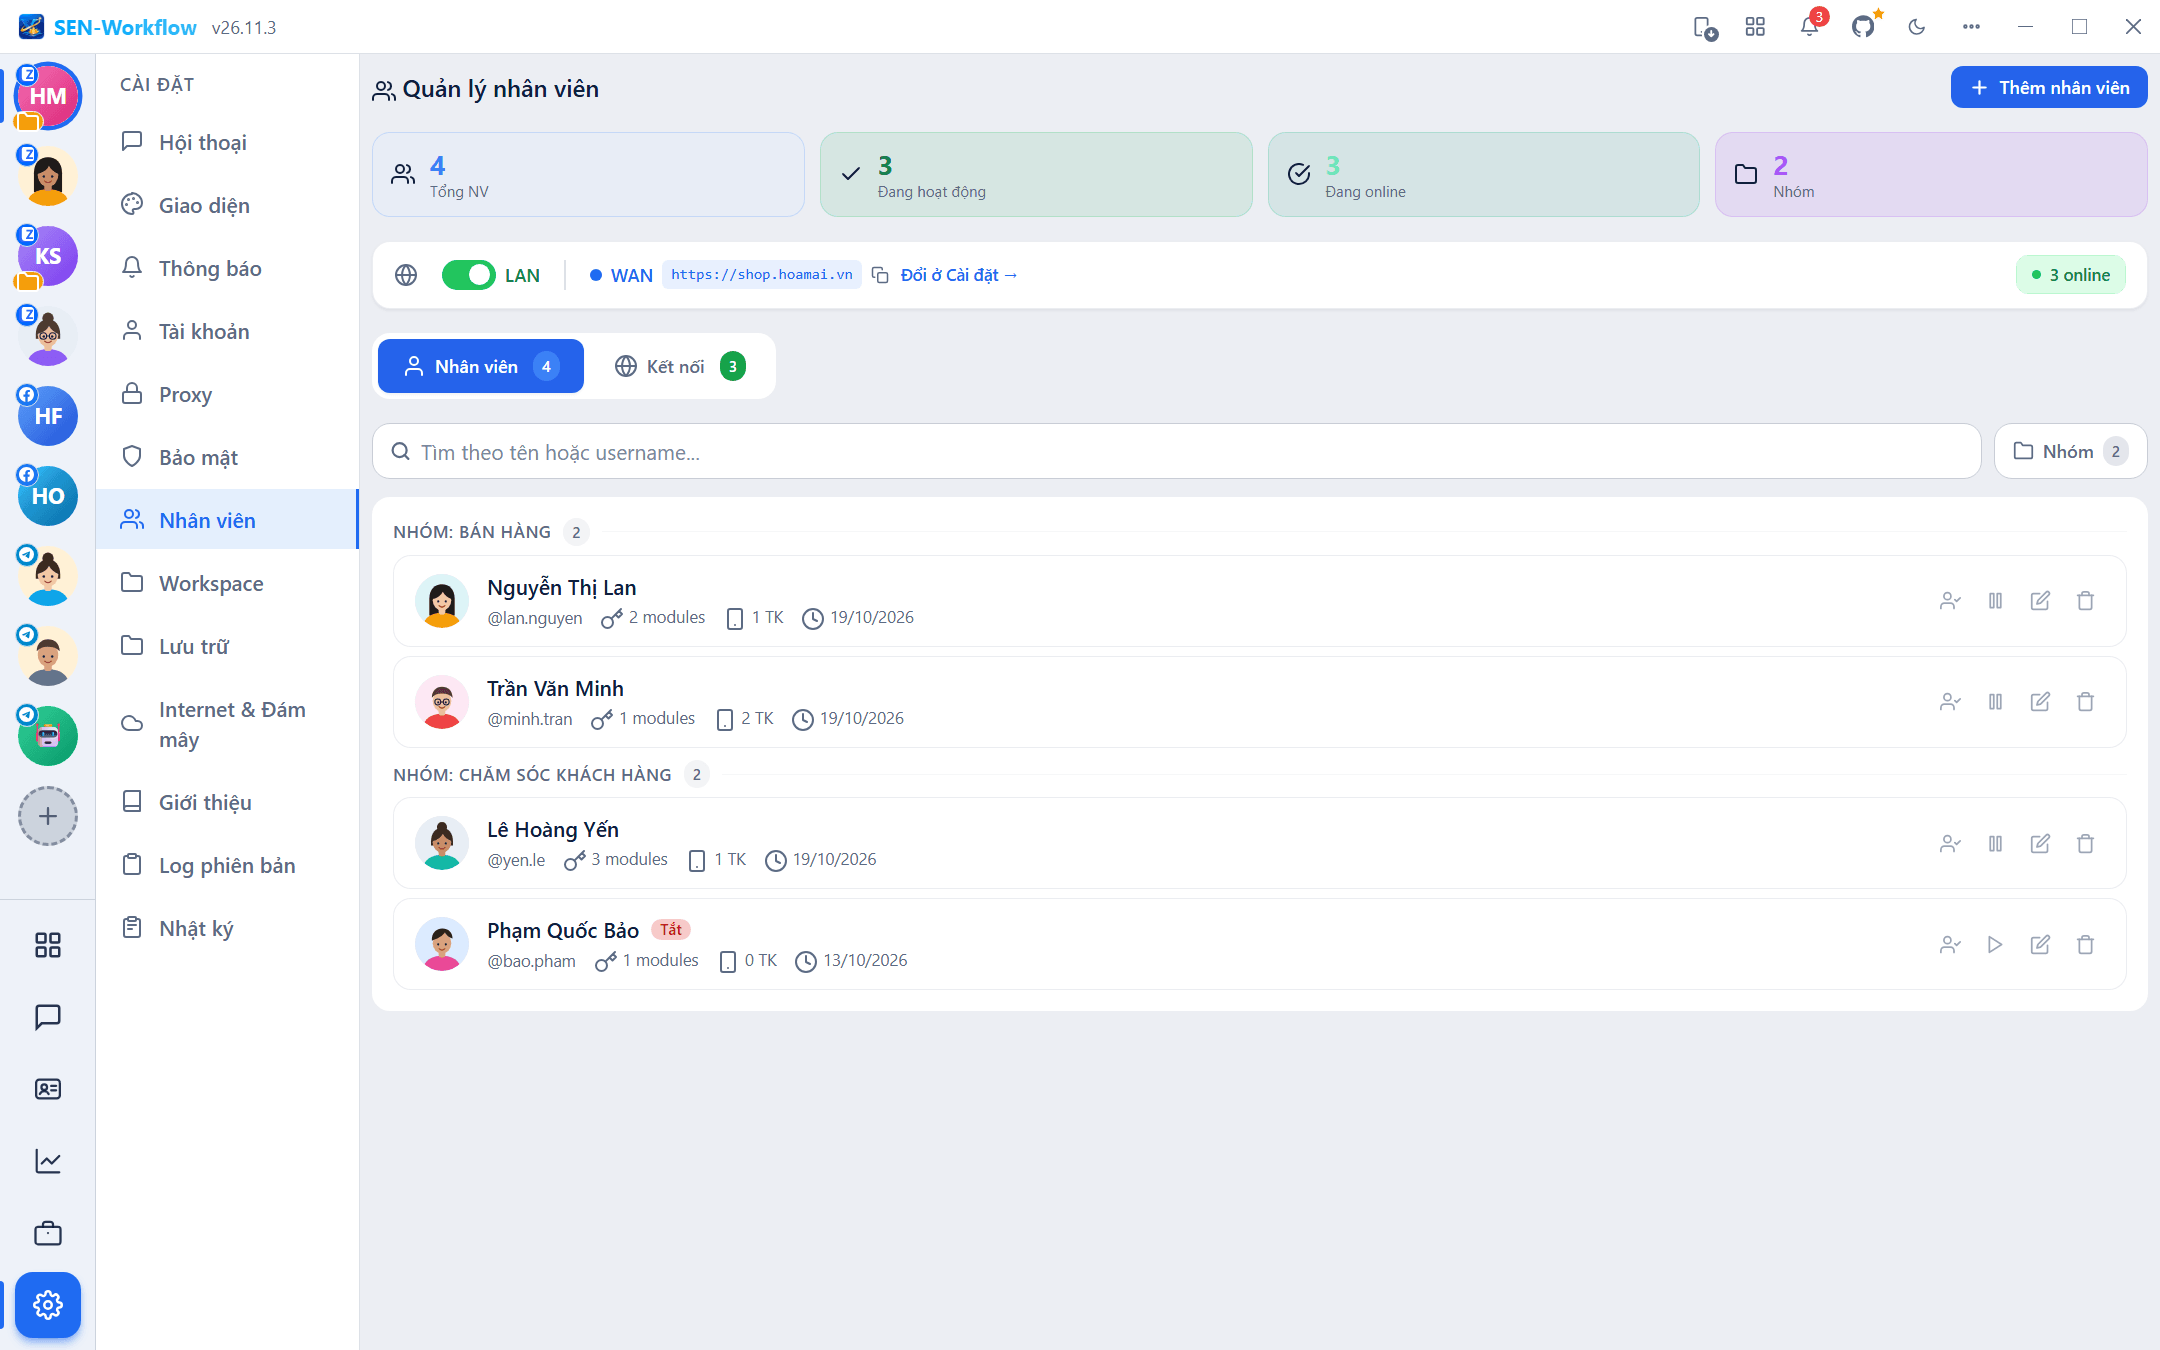 SEN-Workflow v26.11.3
3
HM
KS
HF
HO
CÀI ĐẶT
Hội thoại
Giao diện
Thông báo
Tài khoản
Proxy
Bảo mật
Nhân viên
Workspace
Lưu trữ
Internet & Đám
mây
Giới thiệu
Log phiên bản
Nhật ký
Quản lý nhân viên
Thêm nhân viên
4
Tổng NV
3
Đang hoạt động
3
Đang online
2
Nhóm
LAN
WAN https://shop.hoamai.vn Đổi ở Cài đặt →
3 online
Nhân viên 4
Kết nối 3
Tìm theo tên hoặc username...
Nhóm 2
NHÓM: BÁN HÀNG 2
Nguyễn Thị Lan
@lan.nguyen 2 modules 1 TK 19/10/2026
Trần Văn Minh
@minh.tran 1 modules 2 TK 19/10/2026
NHÓM: CHĂM SÓC KHÁCH HÀNG 2
Lê Hoàng Yến
@yen.le 3 modules 1 TK 19/10/2026
Phạm Quốc Bảo Tắt
@bao.pham 1 modules 0 TK 13/10/2026